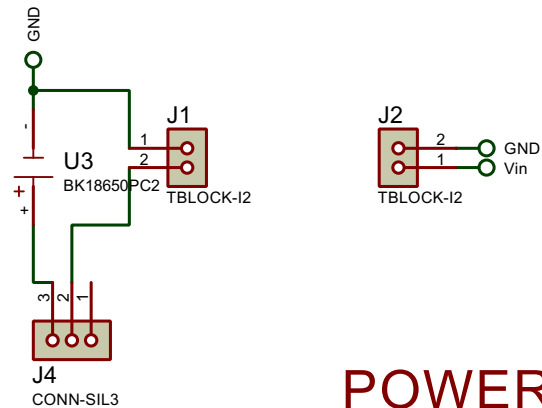 GND
J1
1
2
TBLOCK-I2
-
U3
BK18650PC2
+
+
J2
2
1
GND
Vin
TBLOCK-I2
3
2
1
J4
CONN-SIL3
POWER